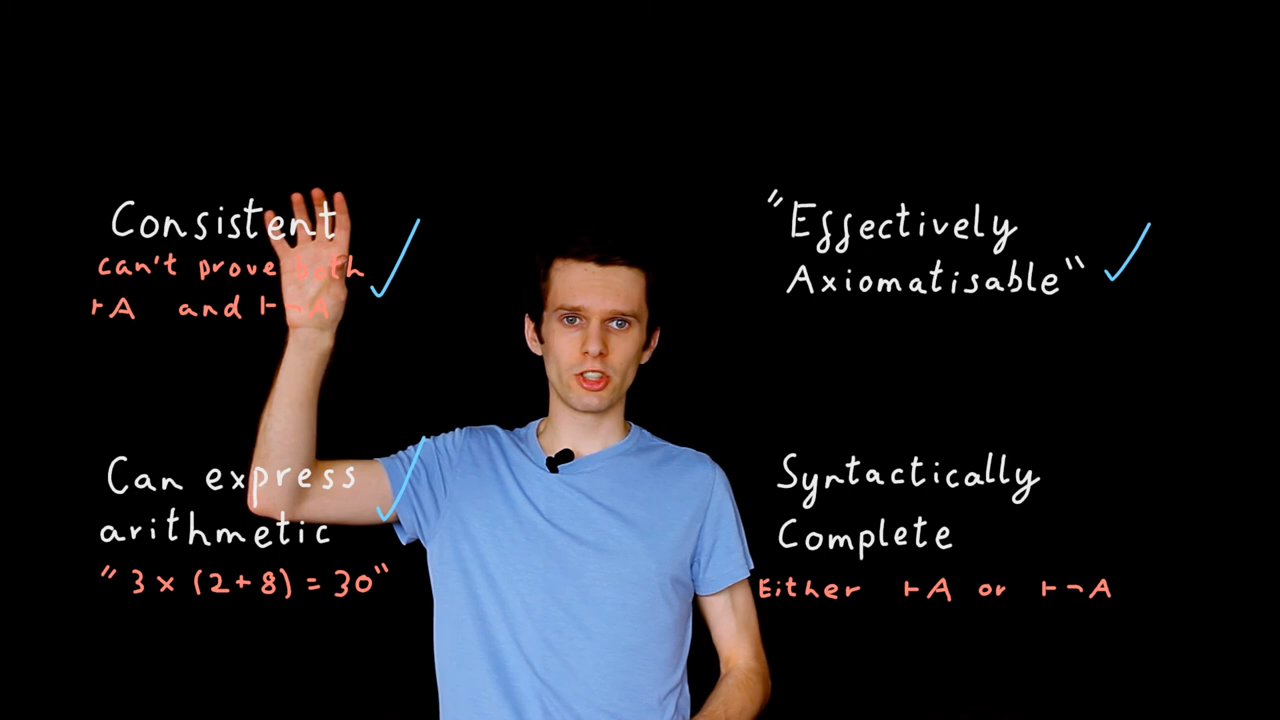 Consistent
can't prove both
⊢A and ⊢¬A
"Effectively
Axiomatisable"
Can express
arithmetic
"3 × (2+8) = 30"
Syntactically
Complete
Either ⊢A or ⊢¬A